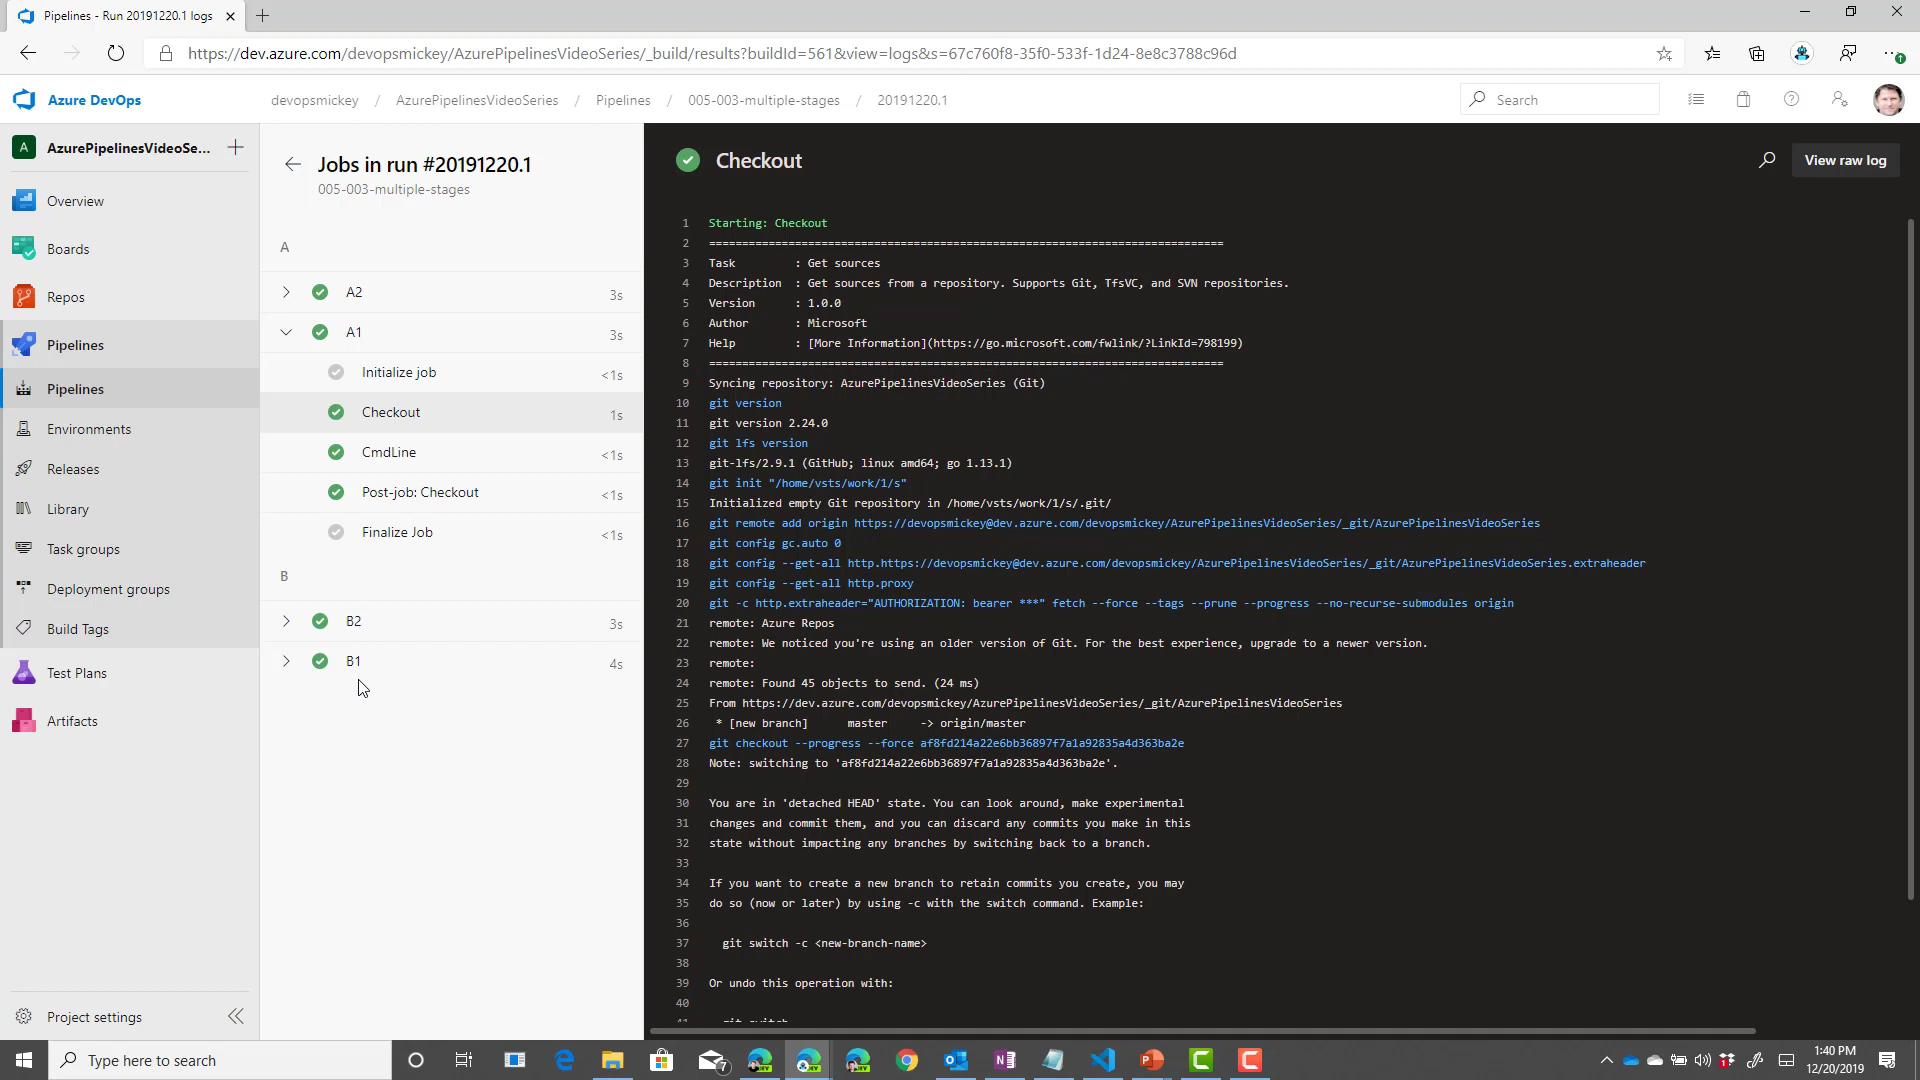 Pipelines - Run 20191220.1 logs
https://dev.azure.com/devopsmickey/AzurePipelinesVideoSeries/_build/results?buildId=561&view=logs&s=67c760f8-35f0-533f-1d24-8e8c3788c96d
Azure DevOps
devopsmickey / AzurePipelinesVideoSeries / Pipelines / 005-003-multiple-stages / 20191220.1
Search
A AzurePipelinesVideoSe...
Overview
Boards
Repos
Pipelines
Pipelines
Environments
Releases
Library
Task groups
Deployment groups
Build Tags
Test Plans
Artifacts
Project settings
Jobs in run #20191220.1
005-003-multiple-stages
A
A2 3s
A1 3s
Initialize job <1s
Checkout 1s
CmdLine <1s
Post-job: Checkout <1s
Finalize Job <1s
B
B2 3s
B1 4s
Checkout
View raw log
1 Starting: Checkout
2 ==============================================================================
3 Task : Get sources
4 Description : Get sources from a repository. Supports Git, TfsVC, and SVN repositories.
5 Version : 1.0.0
6 Author : Microsoft
7 Help : [More Information](https://go.microsoft.com/fwlink/?LinkId=798199)
8 ==============================================================================
9 Syncing repository: AzurePipelinesVideoSeries (Git)
10 git version
11 git version 2.24.0
12 git lfs version
13 git-lfs/2.9.1 (GitHub; linux amd64; go 1.13.1)
14 git init "/home/vsts/work/1/s"
15 Initialized empty Git repository in /home/vsts/work/1/s/.git/
16 git remote add origin https://devopsmickey@dev.azure.com/devopsmickey/AzurePipelinesVideoSeries/_git/AzurePipelinesVideoSeries
17 git config gc.auto 0
18 git config --get-all http.https://devopsmickey@dev.azure.com/devopsmickey/AzurePipelinesVideoSeries/_git/AzurePipelinesVideoSeries.extraheader
19 git config --get-all http.proxy
20 git -c http.extraheader="AUTHORIZATION: bearer ***" fetch --force --tags --prune --progress --no-recurse-submodules origin
21 remote: Azure Repos
22 remote: We noticed you're using an older version of Git. For the best experience, upgrade to a newer version.
23 remote:
24 remote: Found 45 objects to send. (24 ms)
25 From https://dev.azure.com/devopsmickey/AzurePipelinesVideoSeries/_git/AzurePipelinesVideoSeries
26 * [new branch] master -> origin/master
27 git checkout --progress --force af8fd214a22e6bb36897f7a1a92835a4d363ba2e
28 Note: switching to 'af8fd214a22e6bb36897f7a1a92835a4d363ba2e'.
29
30 You are in 'detached HEAD' state. You can look around, make experimental
31 changes and commit them, and you can discard any commits you make in this
32 state without impacting any branches by switching back to a branch.
33
34 If you want to create a new branch to retain commits you create, you may
35 do so (now or later) by using -c with the switch command. Example:
36
37 git switch -c <new-branch-name>
38
39 Or undo this operation with:
40
Type here to search
7
1:40 PM
12/20/2019